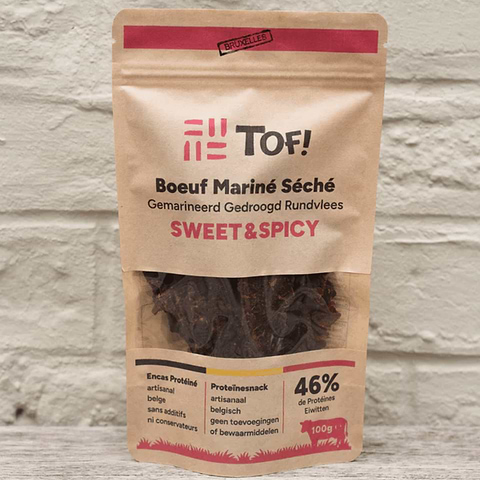 BRUXELLES
TOF!
Boeuf Mariné Séché
Gemarineerd Gedroogd Rundvlees
SWEET&SPICY
Encas Protéiné
artisanal
belge
sans additifs
ni conservateurs
Proteïnesnack
artisanaal
belgisch
geen toevoegingen
of bewaarmiddelen
46%
de Protéines
Eiwitten
100g e